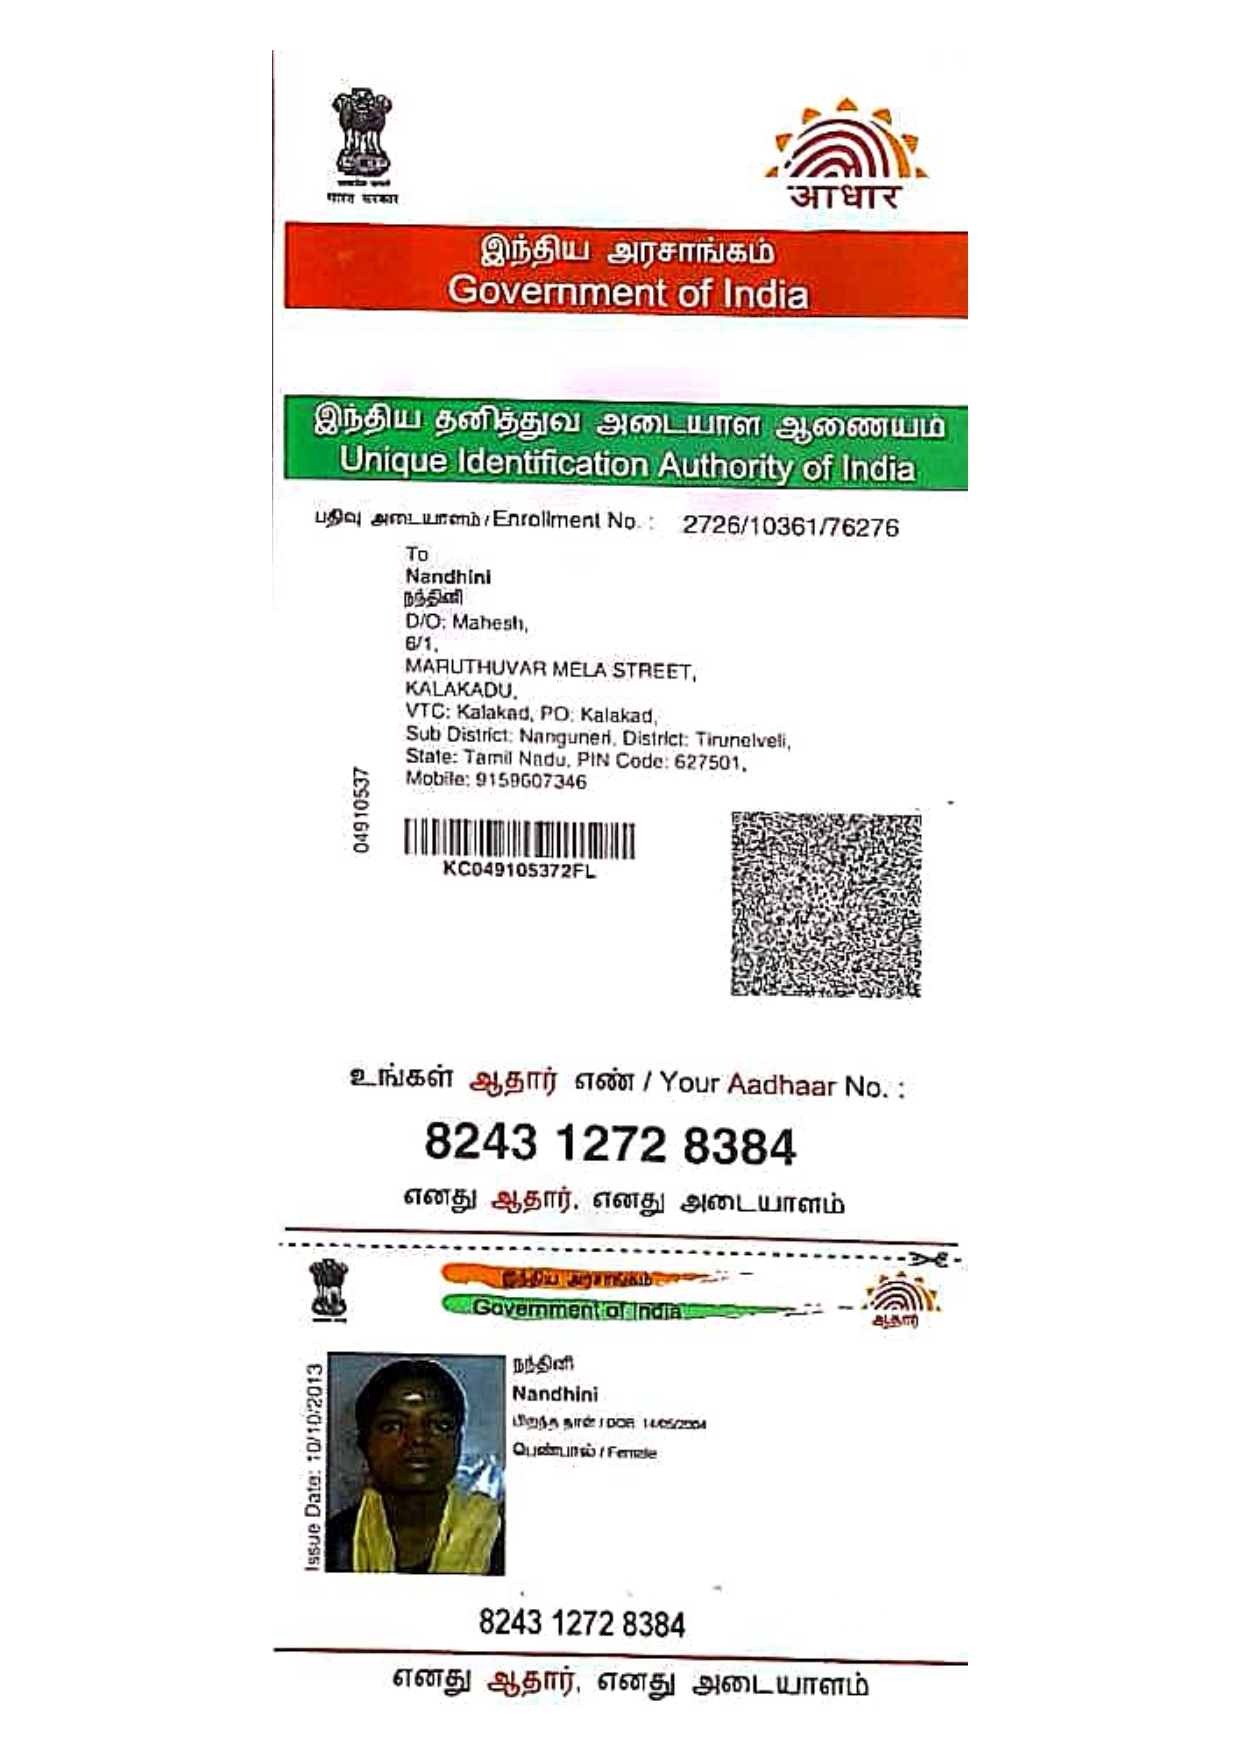 भारत सरकार
आधार
இந்திய அரசாங்கம்
Government of India
இந்திய தனித்துவ அடையாள ஆணையம்
Unique Identification Authority of India
பதிவு அடையாளம் / Enrollment No. : 2726/10361/76276
To
Nandhini
நந்தினி
D/O: Mahesh,
6/1,
MARUTHUVAR MELA STREET,
KALAKADU,
VTC: Kalakad, PO: Kalakad,
Sub District: Nanguneri, District: Tirunelveli,
State: Tamil Nadu, PIN Code: 627501,
Mobile: 9159607346
04910537
KC049105372FL
உங்கள் ஆதார் எண் / Your Aadhaar No. :
8243 1272 8384
எனது ஆதார், எனது அடையாளம்
இந்திய அரசாங்கம்
Government of India
ஆதார்
Issue Date: 10/10/2013
நந்தினி
Nandhini
பிறந்த நாள் / DOB: 14/05/2004
பெண்பால் / Female
8243 1272 8384
எனது ஆதார், எனது அடையாளம்